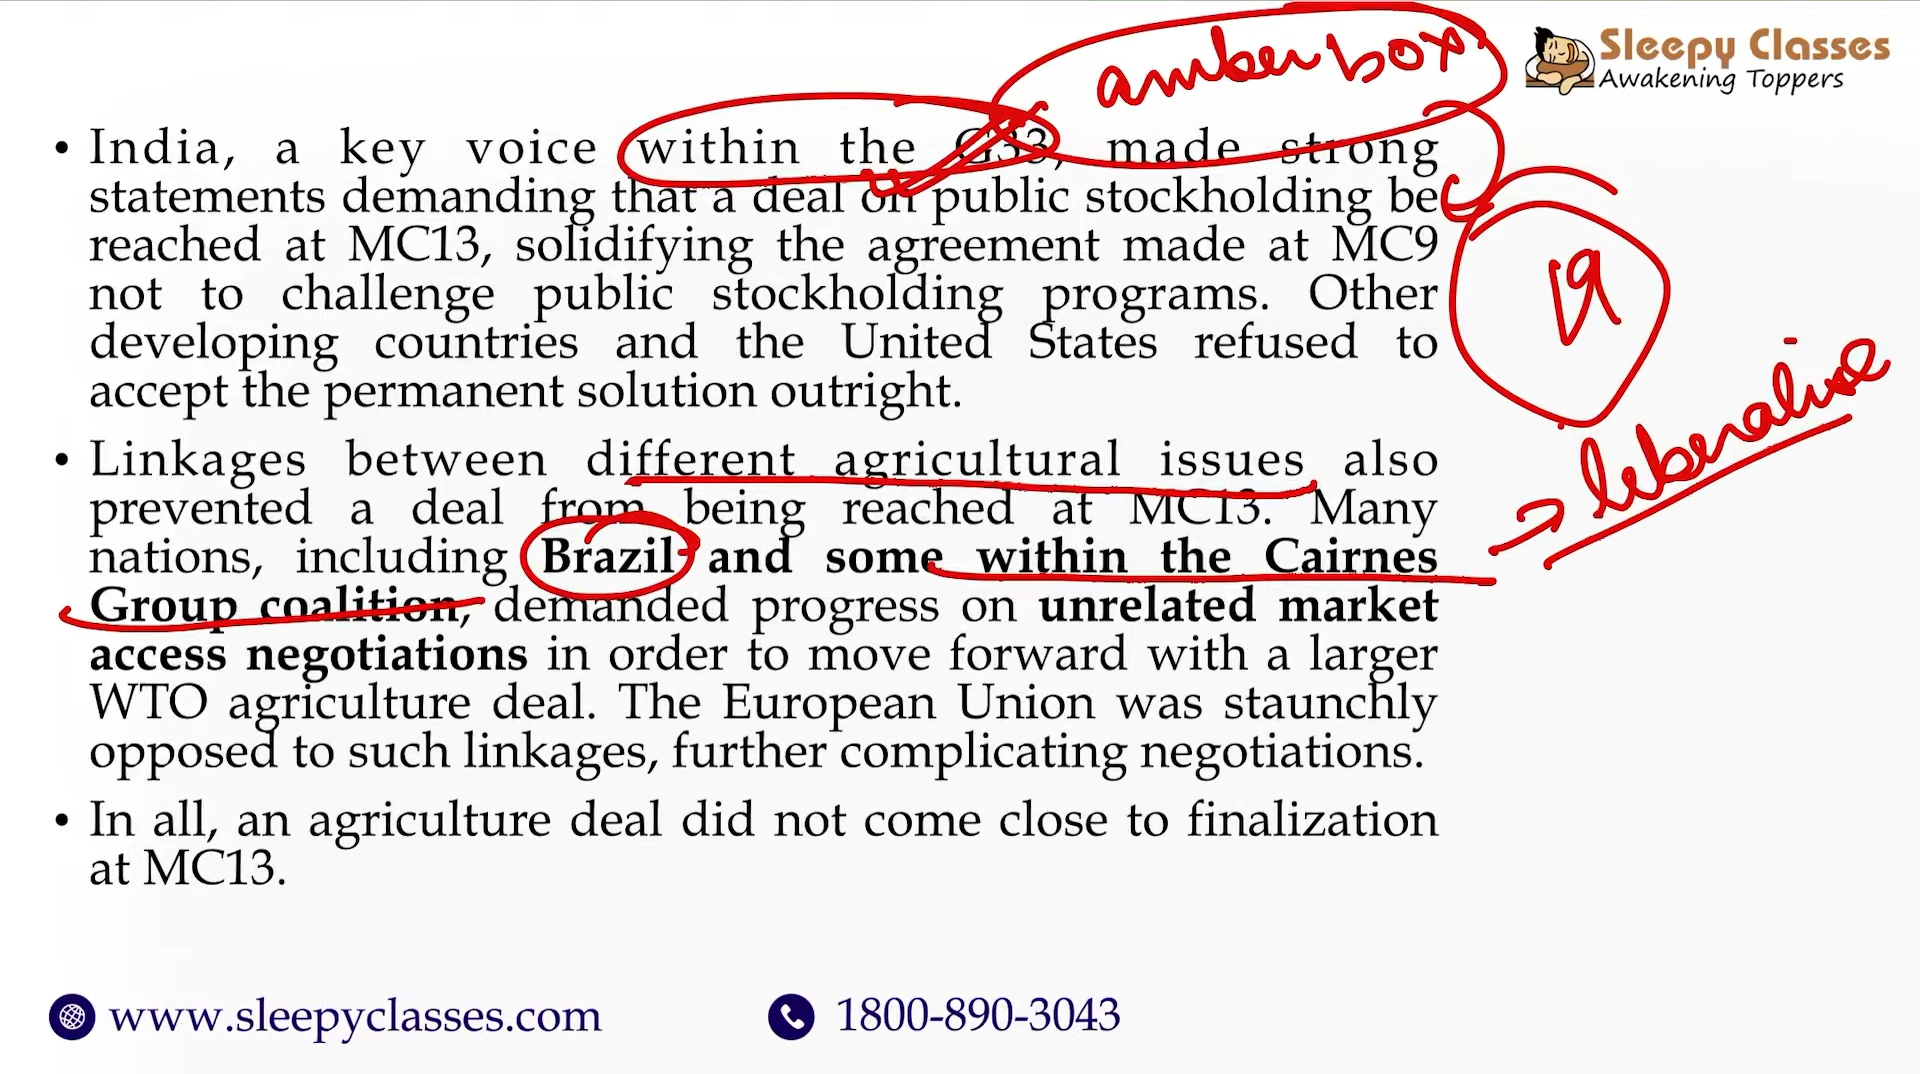 amber box
Sleepy Classes
Awakening Toppers
• India, a key voice within the G33, made strong
statements demanding that a deal on public stockholding be
reached at MC13, solidifying the agreement made at MC9
not to challenge public stockholding programs. Other
developing countries and the United States refused to
accept the permanent solution outright.
• Linkages between different agricultural issues also
prevented a deal from being reached at MC13. Many
nations, including Brazil and some within the Cairnes
Group coalition, demanded progress on unrelated market
access negotiations in order to move forward with a larger
WTO agriculture deal. The European Union was staunchly
opposed to such linkages, further complicating negotiations.
• In all, an agriculture deal did not come close to finalization
at MC13.
www.sleepyclasses.com
1800-890-3043